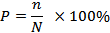 P = n/N × 100%